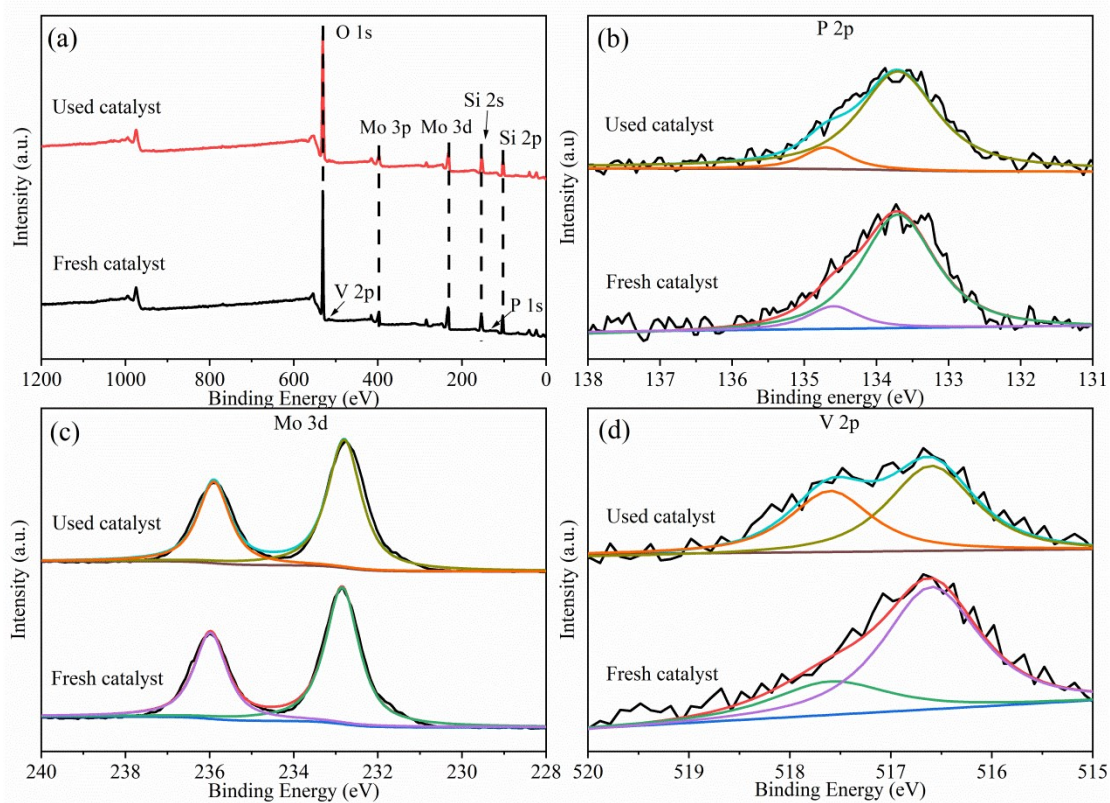 (a)
O 1s
Used catalyst
Si 2s
Mo 3p
Mo 3d
Si 2p
Fresh catalyst
V 2p
P 1s
Intensity (a.u.)
1200 1000 800 600 400 200 0
Binding Energy (eV)
(b)
P 2p
Used catalyst
Fresh catalyst
Intensity (a.u)
138 137 136 135 134 133 132 131
Binding energy (eV)
(c)
Mo 3d
Used catalyst
Fresh catalyst
Intensity (a.u.)
240 238 236 234 232 230 228
Binding Energy (eV)
(d)
V 2p
Used catalyst
Fresh catalyst
Intensity (a.u.)
520 519 518 517 516 515
Binding Energy (eV)